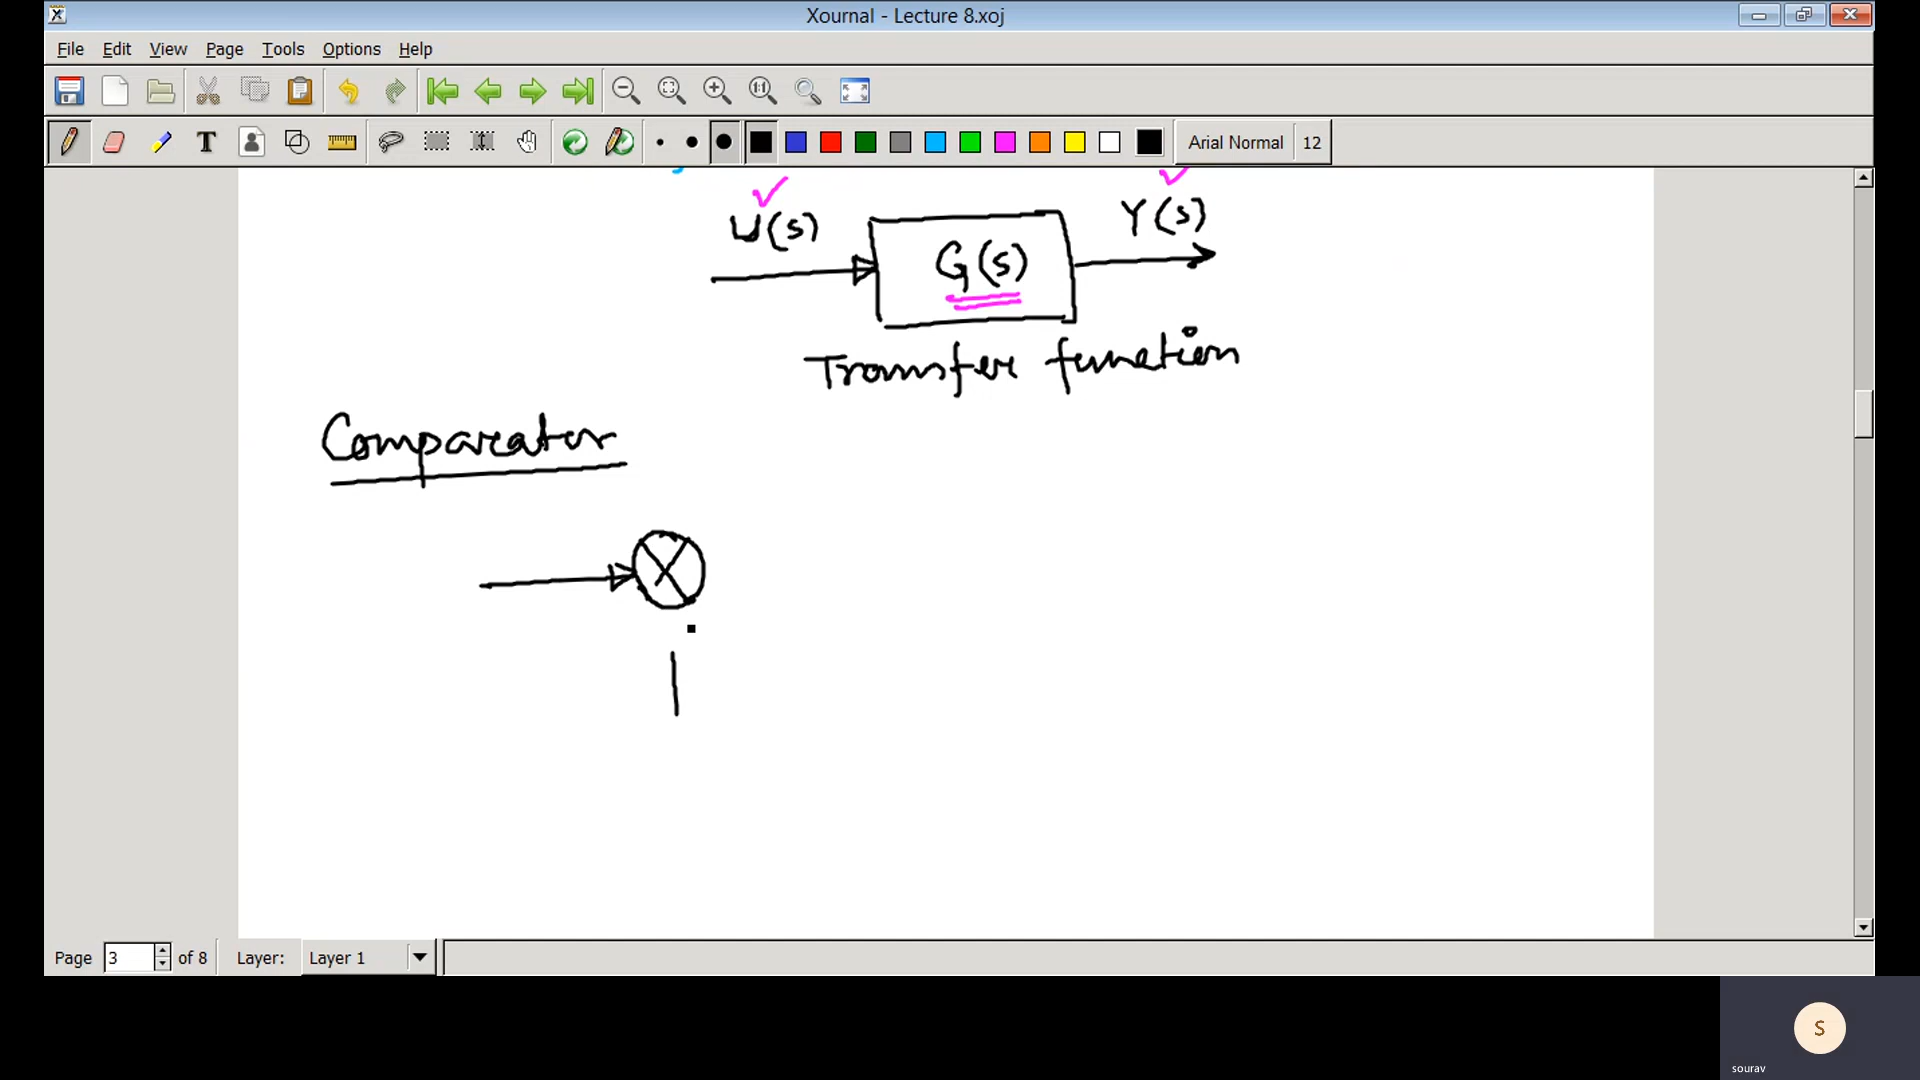 Xournal - Lecture 8.xoj
File Edit View Page Tools Options Help
Arial Normal 12
U(s)
Y(s)
G(s)
Transfer function
Comparator
Page 3 of 8 Layer: Layer 1
S
sourav